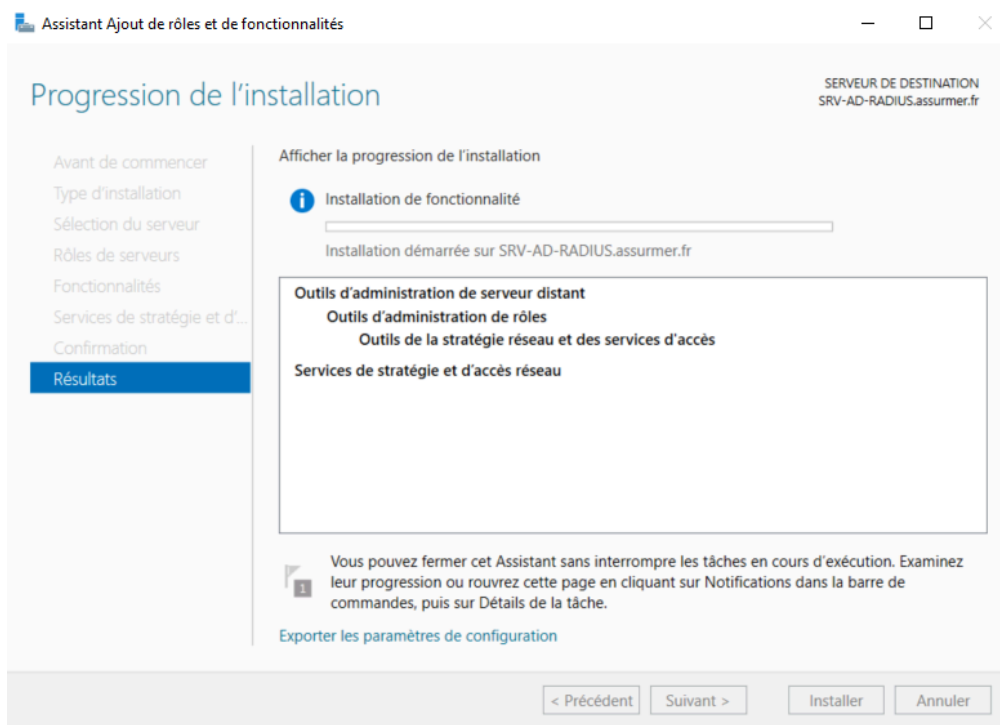 Assistant Ajout de rôles et de fonctionnalités
Progression de l'installation
SERVEUR DE DESTINATION
SRV-AD-RADIUS.assurmer.fr
Avant de commencer
Type d'installation
Sélection du serveur
Rôles de serveurs
Fonctionnalités
Services de stratégie et d'...
Confirmation
Résultats
Afficher la progression de l'installation
Installation de fonctionnalité
Installation démarrée sur SRV-AD-RADIUS.assurmer.fr
Outils d'administration de serveur distant
Outils d'administration de rôles
Outils de la stratégie réseau et des services d'accès
Services de stratégie et d'accès réseau
1
Vous pouvez fermer cet Assistant sans interrompre les tâches en cours d'exécution. Examinez
leur progression ou rouvrez cette page en cliquant sur Notifications dans la barre de
commandes, puis sur Détails de la tâche.
Exporter les paramètres de configuration
< Précédent
Suivant >
Installer
Annuler